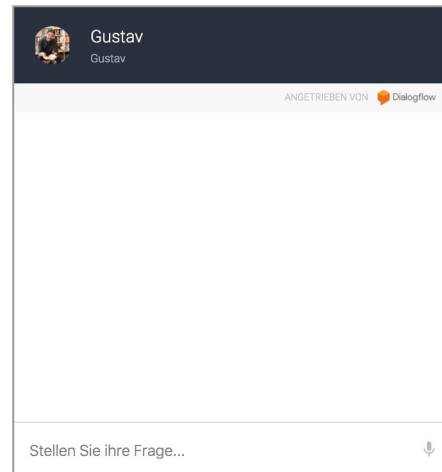 Gustav
Gustav
ANGETRIEBEN VON Dialogflow
Stellen Sie ihre Frage...